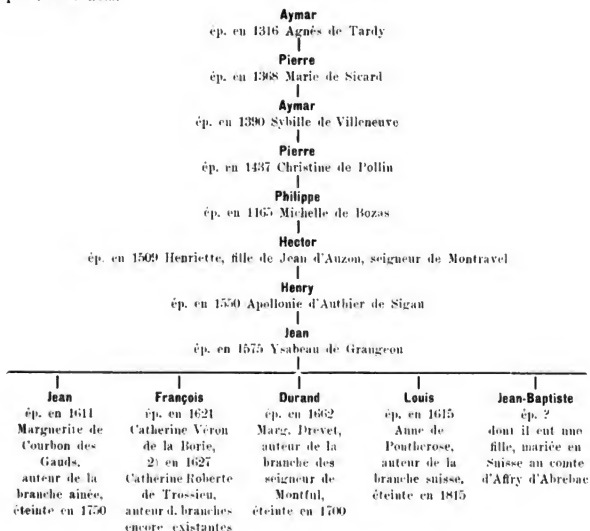 Aymar
ép. en 1316 Agnès de Tardy
Pierre
ép. en 1368 Marie de Sicard
Aymar
ép. en 1390 Sybille de Villeneuve
Pierre
ép. en 1437 Christine de Pollin
Philippe
ép. en 1465 Michelle de Bozas
Hector
ép. en 1509 Henriette, fille de Jean d'Auzon, seigneur de Montravel
Henry
ép. en 1550 Apollonie d'Authier de Sigau
Jean
ép. en 1575 Ysabeau de Grangeon
Jean
ép. en 1611
Marguerite de
Courbon des
Gauds,
auteur de la
branche ainée,
éteinte en 1750
François
ép. en 1621
Catherine Véron
de la Borie,
2) en 1627
Catherine Roberte
de Trossieu,
auteur d. branches
encore existantes
Durand
ép. en 1662
Marg. Drevet,
auteur de la
branche des
seigneur de
Montful,
éteinte en 1700
Louis
ép. en 1615
Anne de
Pontherose,
auteur de la
branche suisse,
éteinte en 1815
Jean-Baptiste
ép. ?
dont il eut une
fille, mariée en
Suisse au comte
d'Affry d'Abrebac